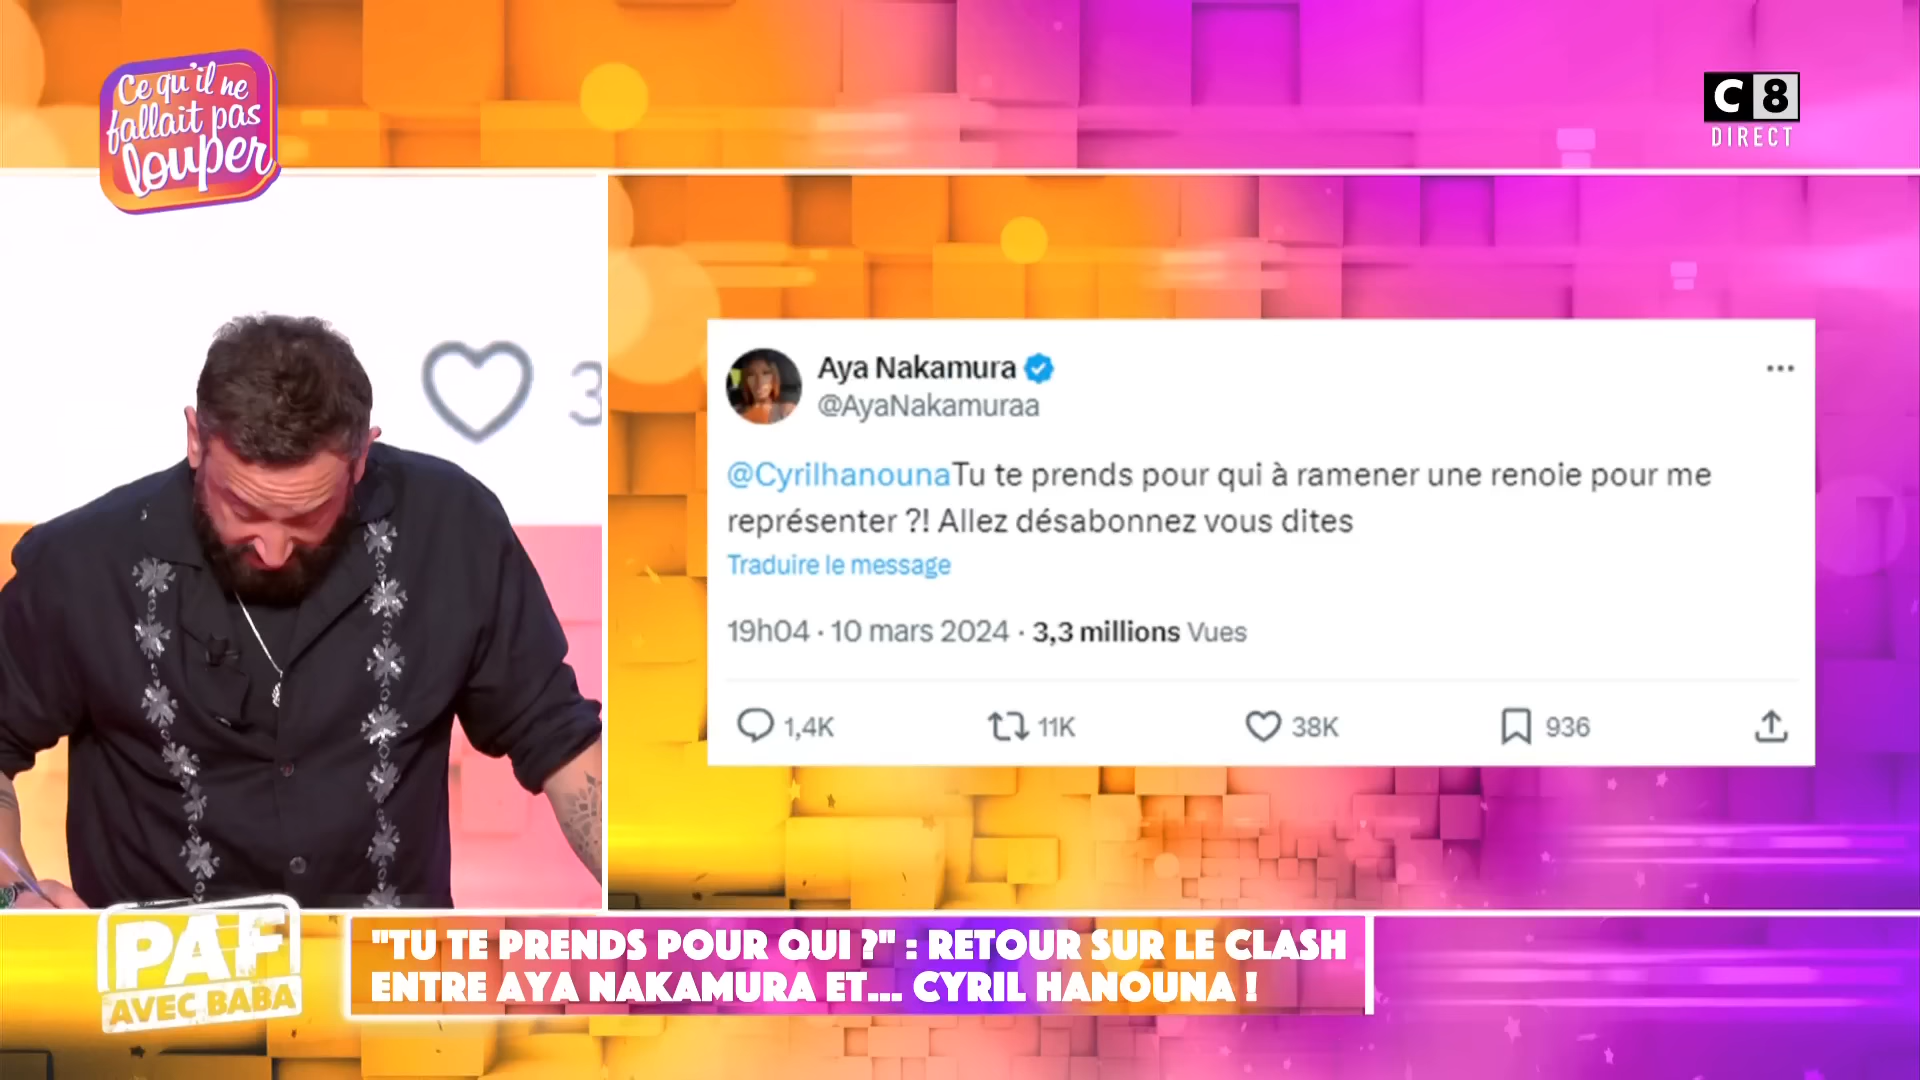 Ce qu'il ne
fallait pas
louper
C8
DIRECT
3
Aya Nakamura
@AyaNakamuraa
@CyrilhanounaTu te prends pour qui à ramener une renoie pour me
représenter ?! Allez désabonnez vous dites
Traduire le message
19h04 · 10 mars 2024 · 3,3 millions Vues
1,4K 11K 38K 936
PAF
AVEC BABA
"TU TE PRENDS POUR QUI ?" : RETOUR SUR LE CLASH
ENTRE AYA NAKAMURA ET... CYRIL HANOUNA !